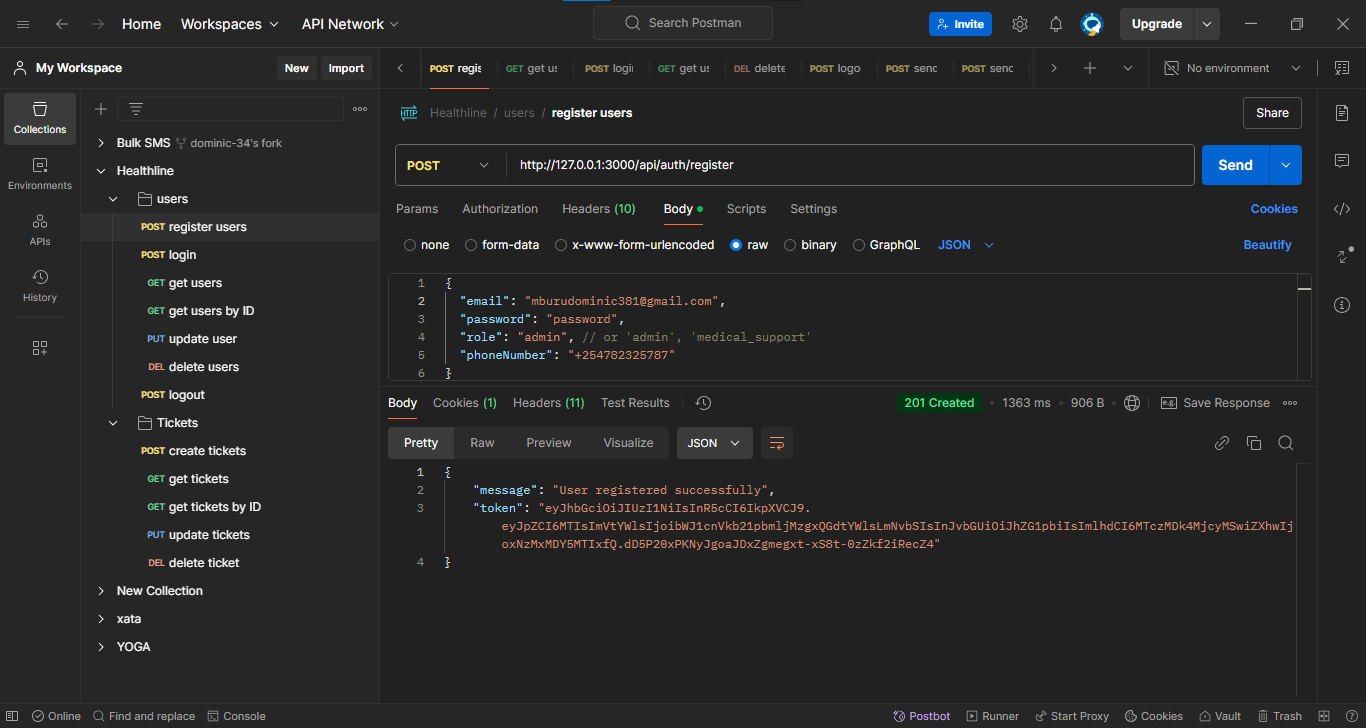 Home Workspaces API Network Search Postman Invite Upgrade
My Workspace New Import POST regis GET get us POST logi GET get us DEL delete POST logo POST senc POST senc No environment
Collections
Environments
APIs
History
Bulk SMS dominic-34's fork
Healthline
users
POST register users
POST login
GET get users
GET get users by ID
PUT update user
DEL delete users
POST logout
Tickets
POST create tickets
GET get tickets
GET get tickets by ID
PUT update tickets
DEL delete ticket
New Collection
xata
YOGA
HTTP Healthline / users / register users Share
POST http://127.0.0.1:3000/api/auth/register Send
Params Authorization Headers (10) Body Scripts Settings Cookies
none form-data x-www-form-urlencoded raw binary GraphQL JSON Beautify
1 {
2 "email": "mburudominic381@gmail.com",
3 "password": "password",
4 "role": "admin", // or 'admin', 'medical_support'
5 "phoneNumber": "+254782325787"
6 }
Body Cookies (1) Headers (11) Test Results 201 Created 1363 ms 906 B e.g. Save Response
Pretty Raw Preview Visualize JSON
1 {
2 "message": "User registered successfully",
3 "token": "eyJhbGciOiJIUzI1NiIsInR5cCI6IkpXVCJ9.
eyJpZCI6MTIsImVtYWlsIjoibWJ1cnVkb21pbmljMzgxQGdtYWlsLmNvbSIsInJvbGUiOiJhZG1pbiIsImlhdCI6MTczMDk4MjcyMSwiZXhwIj
oxNzMxMDY5MTIxfQ.dD5P20xPKNyJgoaJDxZgmegxt-xS8t-0zZkf2iRecZ4"
4 }
Online Find and replace Console Postbot Runner Start Proxy Cookies Vault Trash